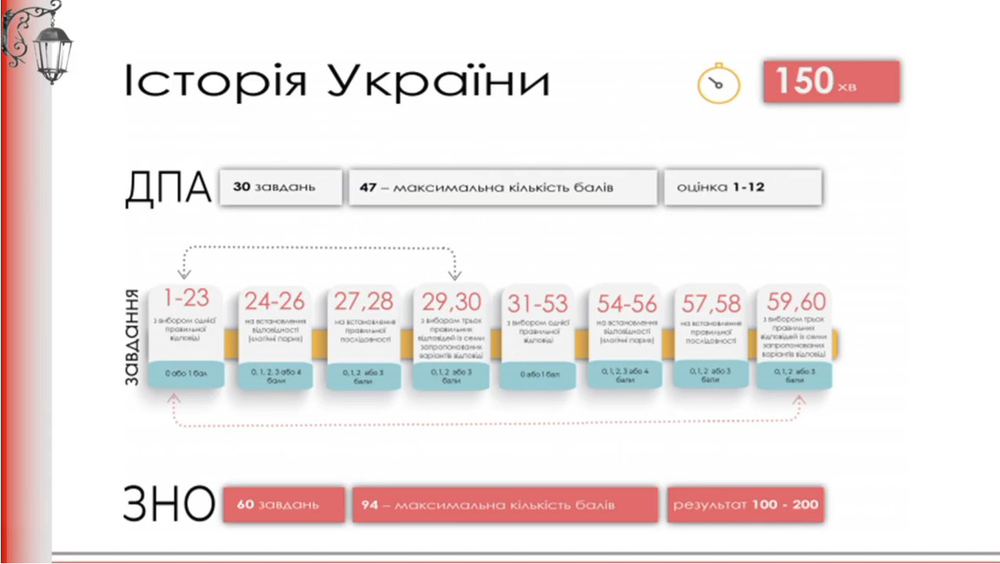 Історія України
150 хв
ДПА
30 завдань
47 – максимальна кількість балів
оцінка 1-12
завдання
1-23
з вибором однієї
правильної
відповіді
0 або 1 бал
24-26
на встановлення
відповідності
(логічні пари)
0, 1, 2, 3 або 4
бали
27,28
на встановлення
правильної
послідовності
0,1,2 або 3
бали
29,30
з вибором трьох
правильних
відповідей із семи
запропонованих
варіантів відповіді
0,1,2 або 3
бали
31-53
з вибором однієї
правильної
відповіді
0 або 1 бал
54-56
на встановлення
відповідності
(логічні пари)
0, 1, 2, 3 або 4
бали
57,58
на встановлення
правильної
послідовності
0,1,2 або 3
бали
59,60
з вибором трьох
правильних
відповідей із семи
запропонованих
варіантів відповіді
0,1,2 або 3
бали
ЗНО
60 завдань
94 – максимальна кількість балів
результат 100 - 200